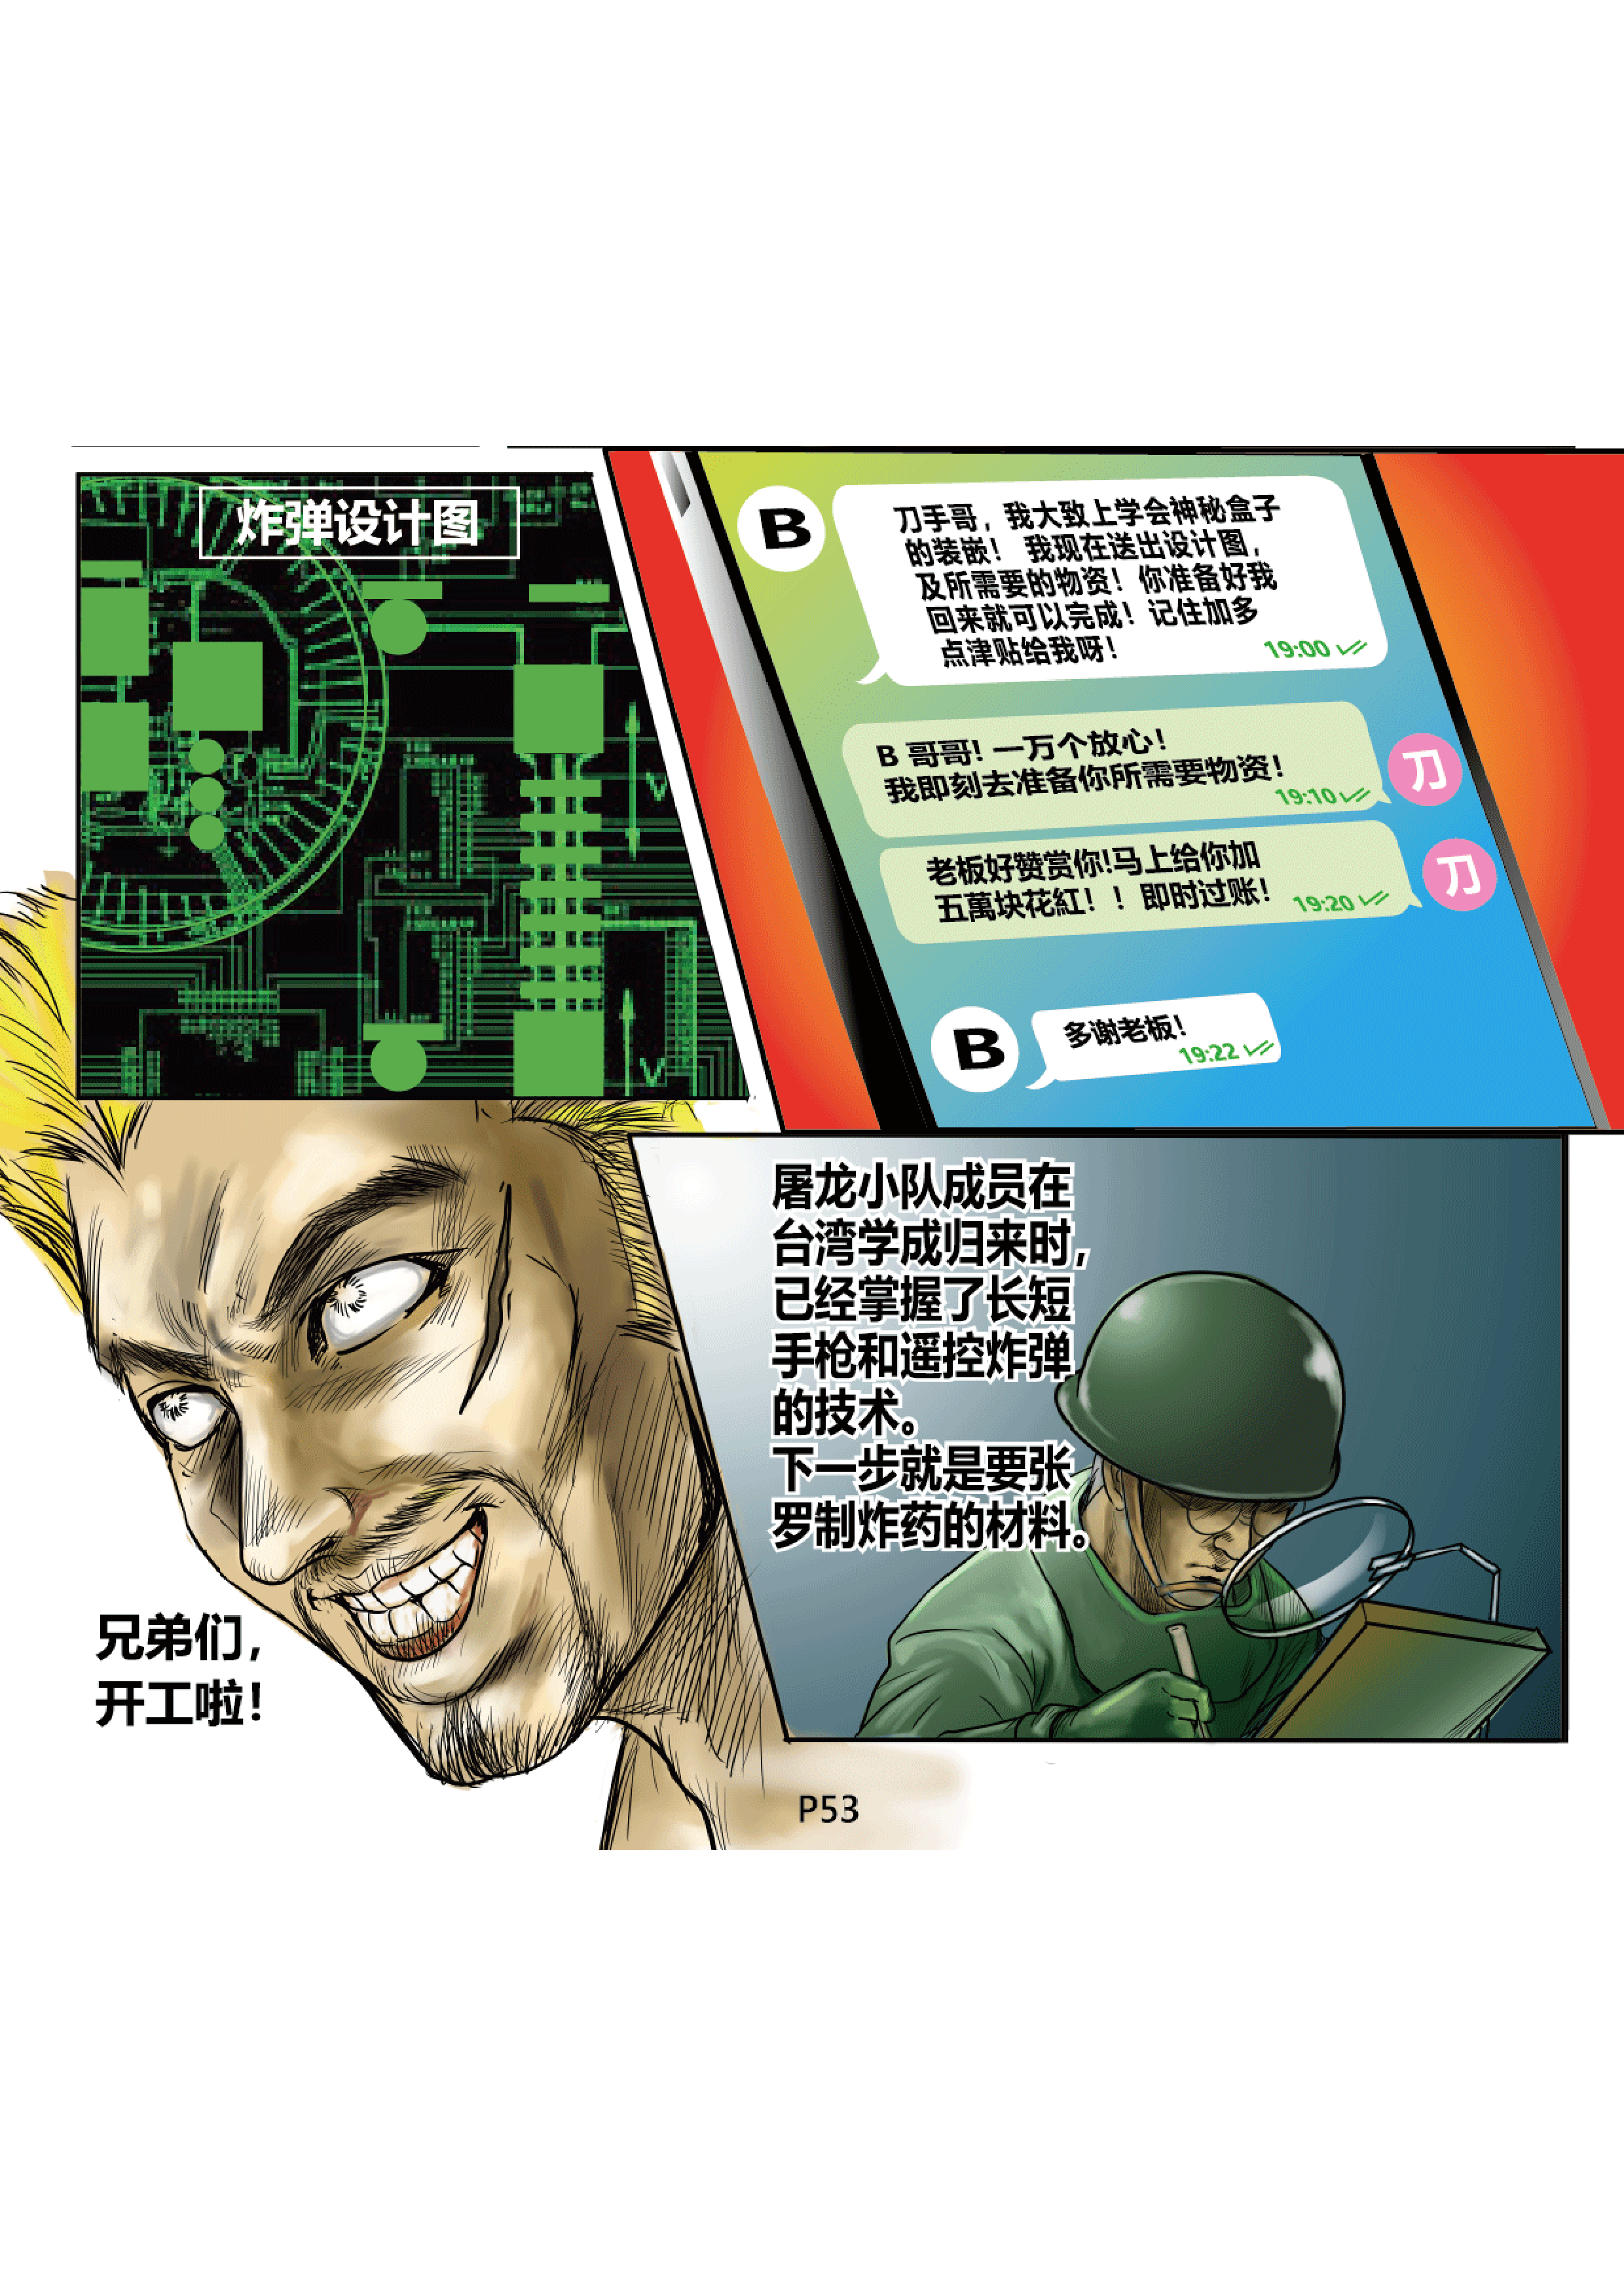 炸弹设计图
B
刀手哥，我大致上学会神秘盒子
的装嵌！ 我现在送出设计图，
及所需要的物资！你准备好我
回来就可以完成！记住加多
点津贴给我呀！
19:00
B 哥哥！一万个放心！
我即刻去准备你所需要物资！
19:10
刀
老板好赞赏你!马上给你加
五萬块花紅！！即时过账！
19:20
刀
B
多谢老板！
19:22
屠龙小队成员在
台湾学成归来时，
已经掌握了长短
手枪和遥控炸弹
的技术。
下一步就是要张
罗制炸药的材料。
兄弟们，
开工啦！
V
V
P53